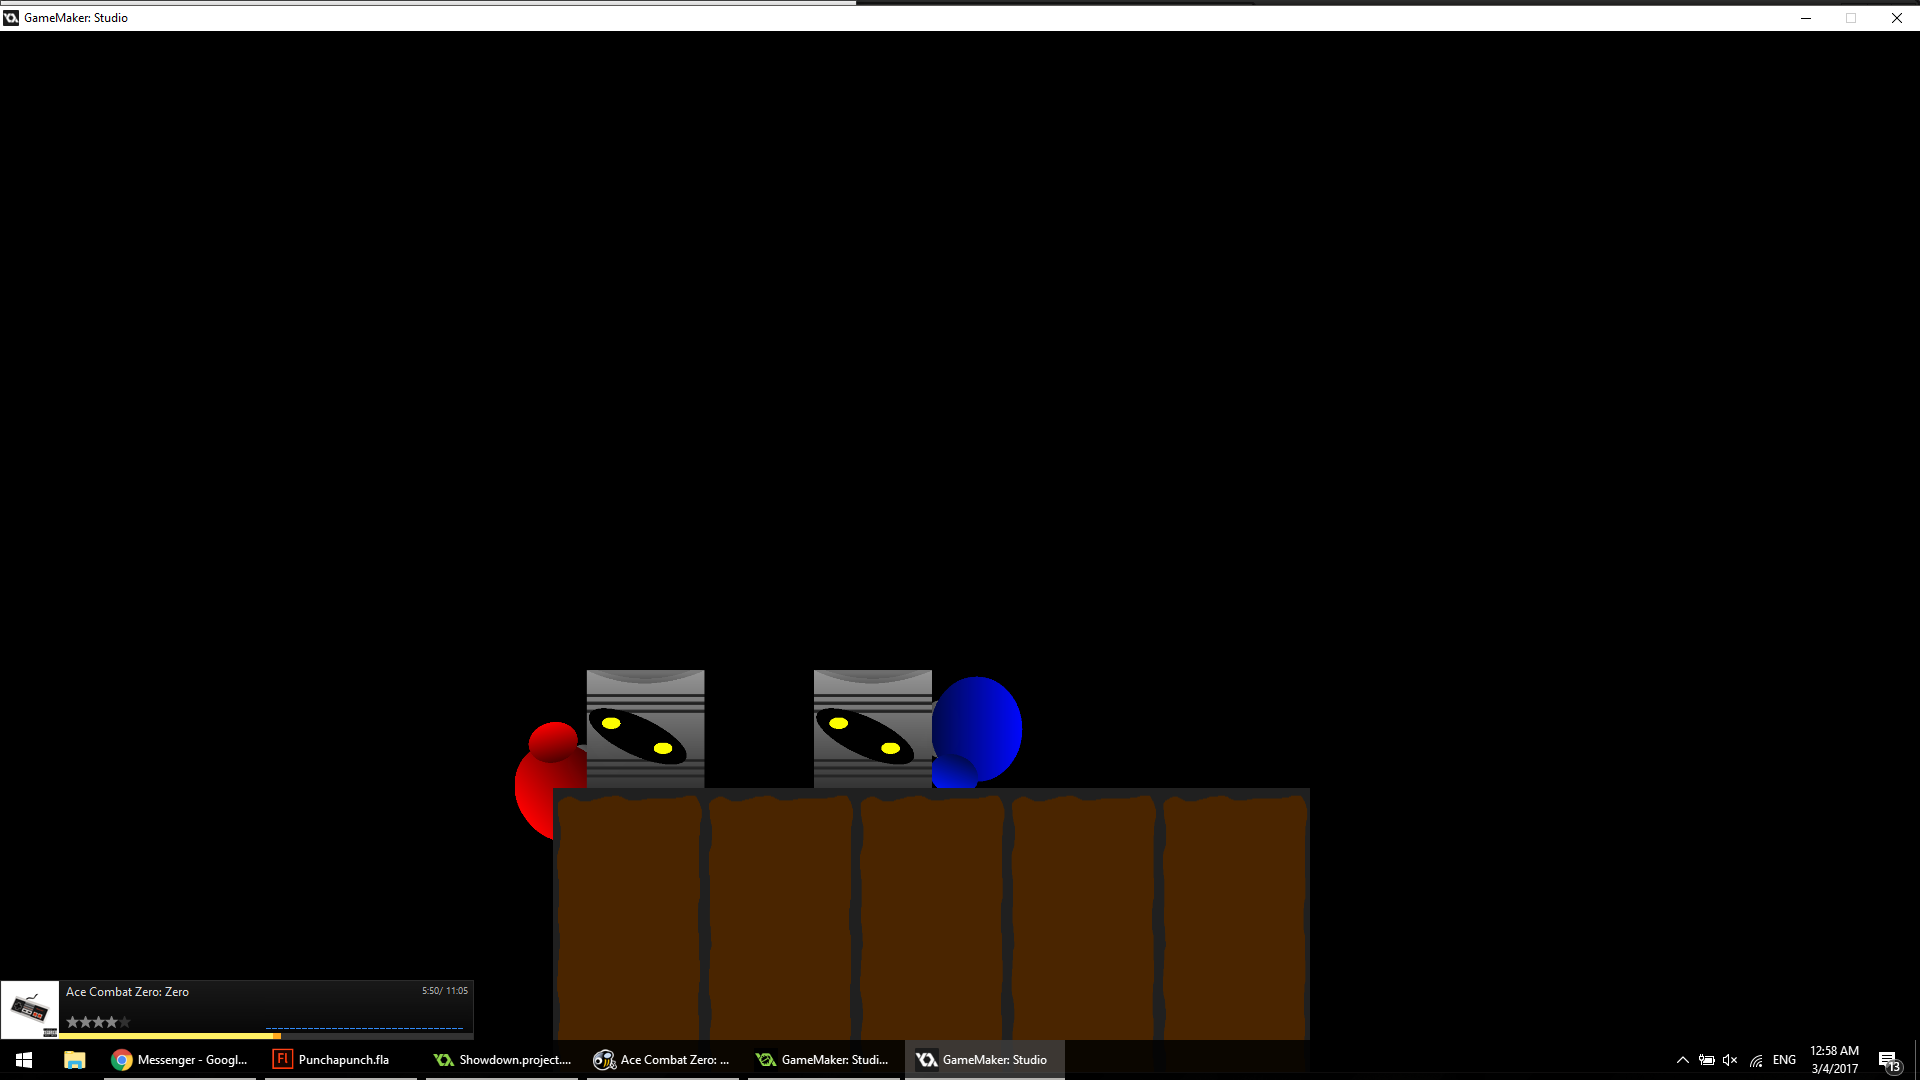 GameMaker: Studio
Ace Combat Zero: Zero
5:50/ 11:05
Messenger - Googl...
Punchapunch.fla
Showdown.project....
Ace Combat Zero: ...
GameMaker: Studi...
GameMaker: Studio
ENG
12:58 AM
3/4/2017
13